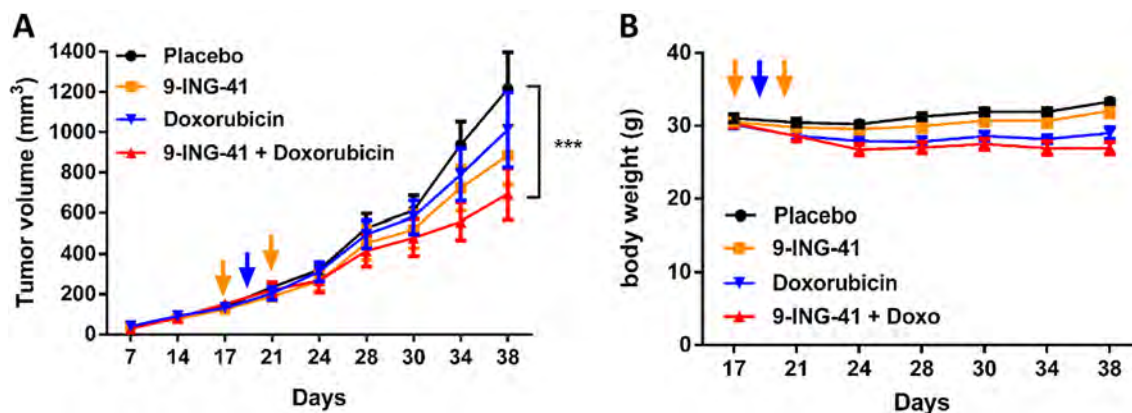 A
Tumor volume (mm³)
1400
1200
1000
800
600
400
200
0
Placebo
9-ING-41
Doxorubicin
9-ING-41 + Doxorubicin
***
7 14 17 21 24 28 30 34 38
Days
B
body weight (g)
40
30
20
10
0
Placebo
9-ING-41
Doxorubicin
9-ING-41 + Doxo
17 21 24 28 30 34 38
Days